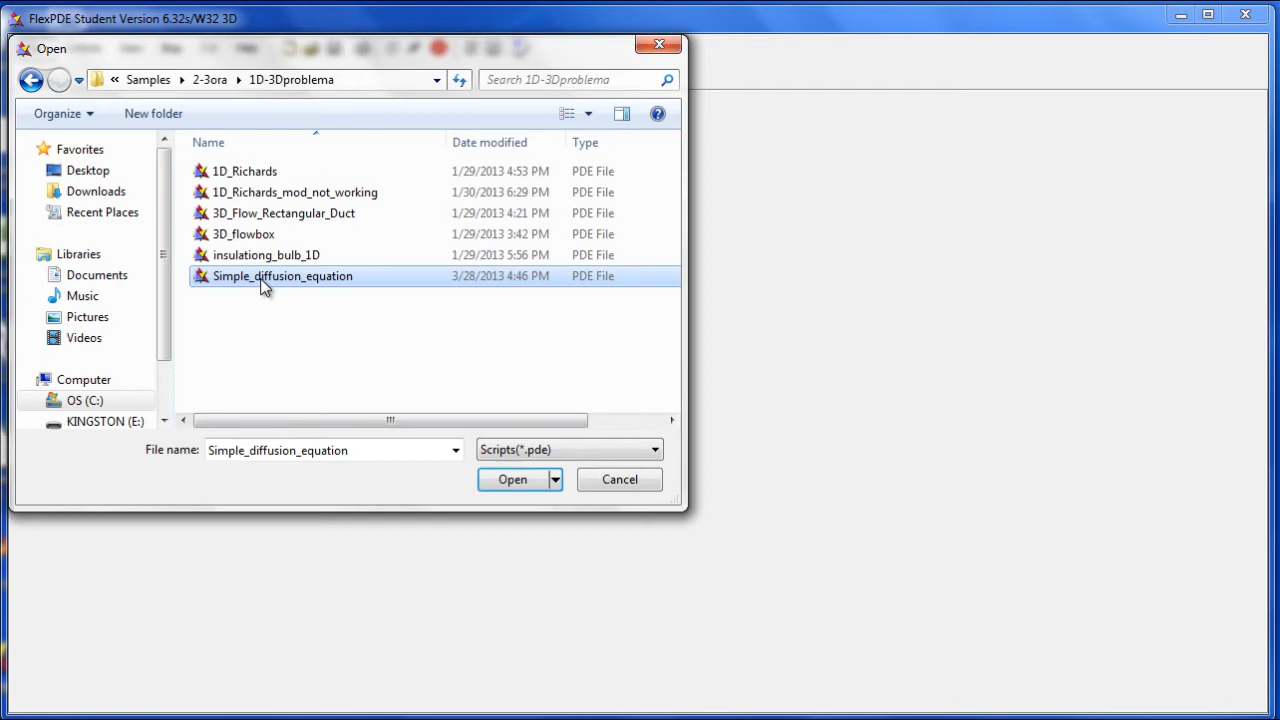 FlexPDE Student Version 6.32s/W32 3D
Open
Samples 2-3ora 1D-3Dproblema Search 1D-3Dproblema
Organize New folder
Name Date modified Type
Favorites
Desktop
Downloads
Recent Places
Libraries
Documents
Music
Pictures
Videos
Computer
OS (C:)
KINGSTON (E:)
1D_Richards 1/29/2013 4:53 PM PDE File
1D_Richards_mod_not_working 1/30/2013 6:29 PM PDE File
3D_Flow_Rectangular_Duct 1/29/2013 4:21 PM PDE File
3D_flowbox 1/29/2013 3:42 PM PDE File
insulationg_bulb_1D 1/29/2013 5:56 PM PDE File
Simple_diffusion_equation 3/28/2013 4:46 PM PDE File
File name: Simple_diffusion_equation Scripts(*.pde)
Open Cancel